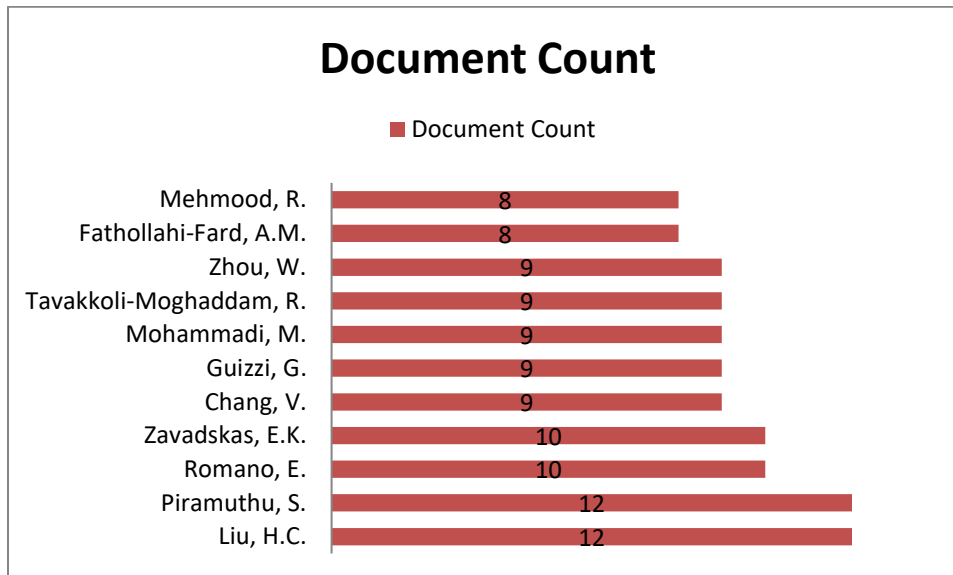 Document Count
Document Count
Mehmood, R. 8
Fathollahi-Fard, A.M. 8
Zhou, W. 9
Tavakkoli-Moghaddam, R. 9
Mohammadi, M. 9
Guizzi, G. 9
Chang, V. 9
Zavadskas, E.K. 10
Romano, E. 10
Piramuthu, S. 12
Liu, H.C. 12